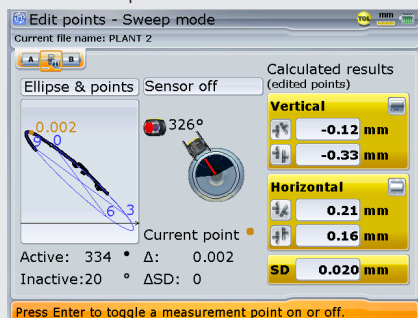 Edit points - Sweep mode
TOL mm
Current file name: PLANT 2
A B
Ellipse & points
Sensor off
Calculated results
(edited points)
0.002
9 0
6 3
326°
Vertical
-0.12 mm
-0.33 mm
Horizontal
0.21 mm
0.16 mm
SD 0.020 mm
Current point
Active: 334 °
Δ: 0.002
Inactive:20 °
ΔSD: 0
Press Enter to toggle a measurement point on or off.